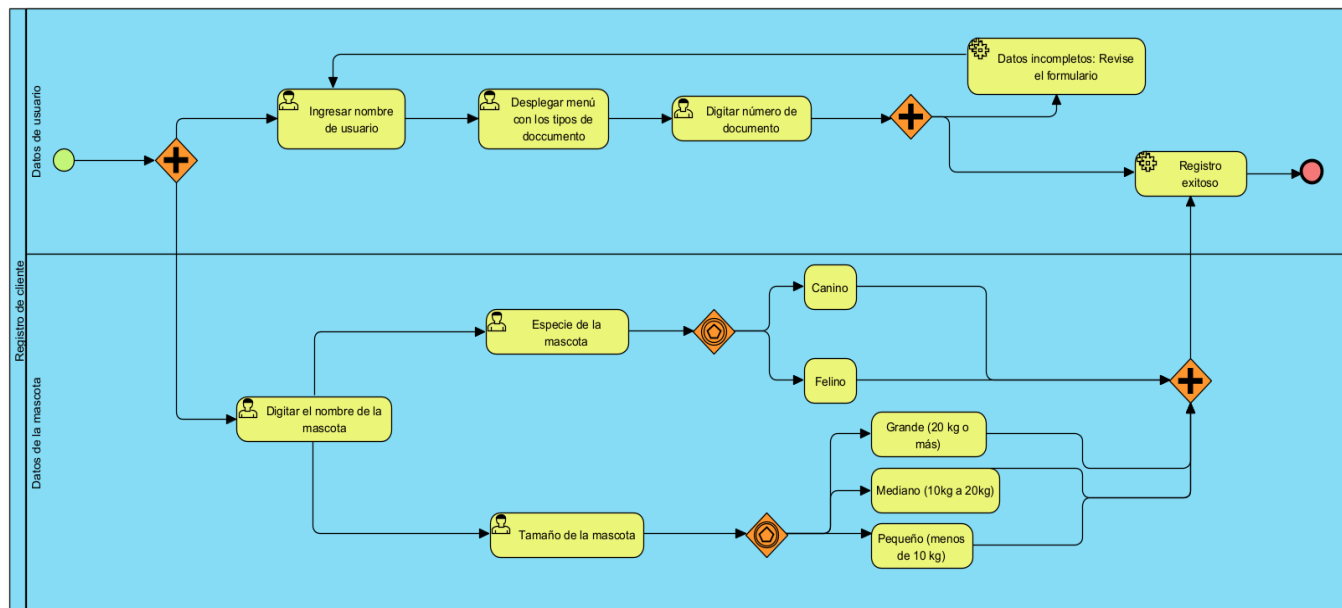 Registro de cliente
Datos de usuario
Ingresar nombre
de usuario
Desplegar menú
con los tipos de
doccumento
Digitar número de
documento
Datos incompletos: Revise
el formulario
Registro
exitoso
Datos de la mascota
Digitar el nombre de la
mascota
Especie de la
mascota
Canino
Felino
Tamaño de la mascota
Grande (20 kg o
más)
Mediano (10kg a 20kg)
Pequeño (menos
de 10 kg)